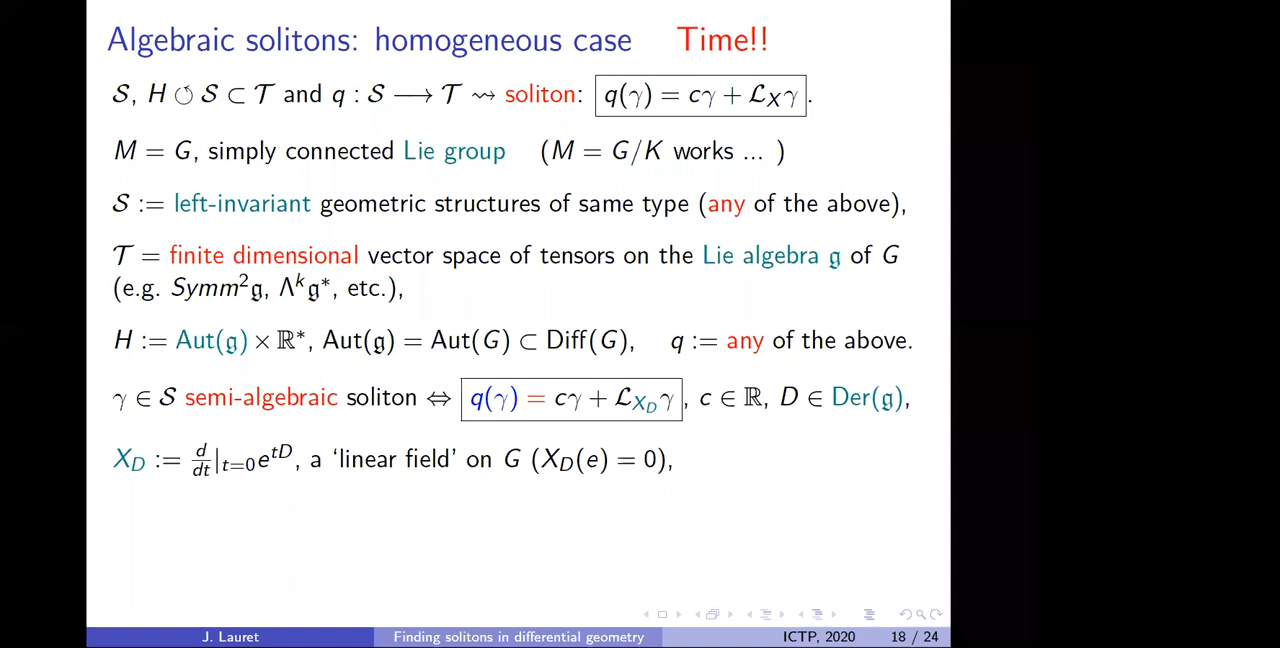 Algebraic solitons: homogeneous case Time!!
𝒮, H ↺ 𝒮 ⊂ 𝒯 and q : 𝒮 ⟶ 𝒯 ⇝ soliton: q(γ) = cγ + ℒ_X γ.
M = G, simply connected Lie group (M = G/K works ... )
𝒮 := left-invariant geometric structures of same type (any of the above),
𝒯 = finite dimensional vector space of tensors on the Lie algebra 𝔤 of G
(e.g. Symm²𝔤, Λᵏ𝔤*, etc.),
H := Aut(𝔤) × ℝ*, Aut(𝔤) = Aut(G) ⊂ Diff(G), q := any of the above.
γ ∈ 𝒮 semi-algebraic soliton ⇔ q(γ) = cγ + ℒ_{X_D} γ, c ∈ ℝ, D ∈ Der(𝔤),
X_D := d/dt|_{t=0} e^{tD}, a ‘linear field’ on G (X_D(e) = 0),
J. Lauret Finding solitons in differential geometry ICTP, 2020 18 / 24